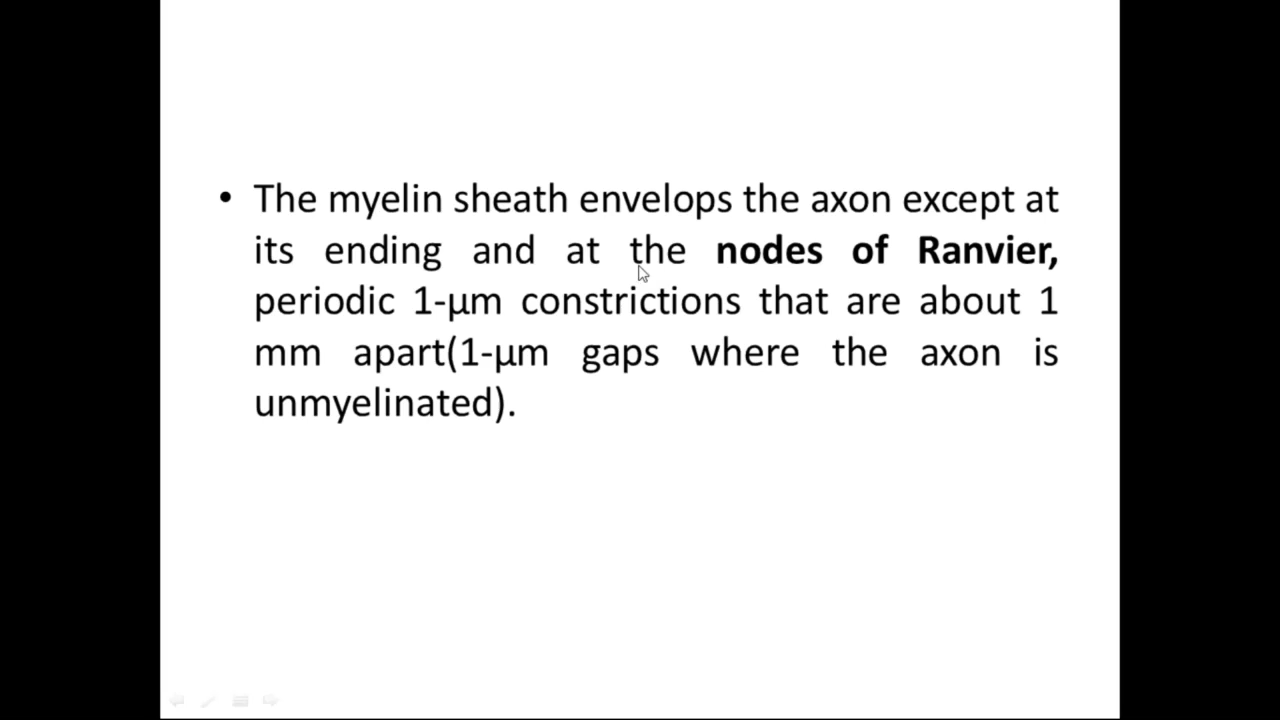 • The myelin sheath envelops the axon except at
its ending and at the nodes of Ranvier,
periodic 1-µm constrictions that are about 1
mm apart(1-µm gaps where the axon is
unmyelinated).